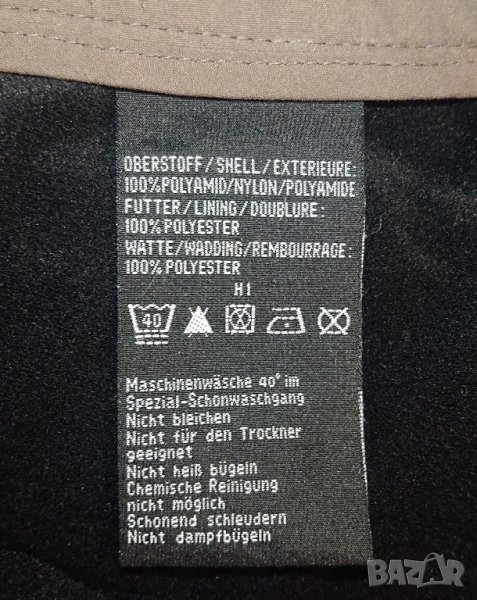 OBERSTOFF/SHELL/EXTERIEURE:
100%POLYAMID/NYLON/POLYAMIDE
FUTTER/LINING/DOUBLURE:
100%POLYESTER
WATTE/WADDING/REMBOURRAGE:
100%POLYESTER
H1
40
Maschinenwäsche 40° im
Spezial-Schonwaschgang
Nicht bleichen
Nicht für den Trockner
geeignet
Nicht heiß bügeln
Chemische Reinigung
nicht möglich
Schonend schleudern
Nicht dampfbügeln
BAZAR
bg